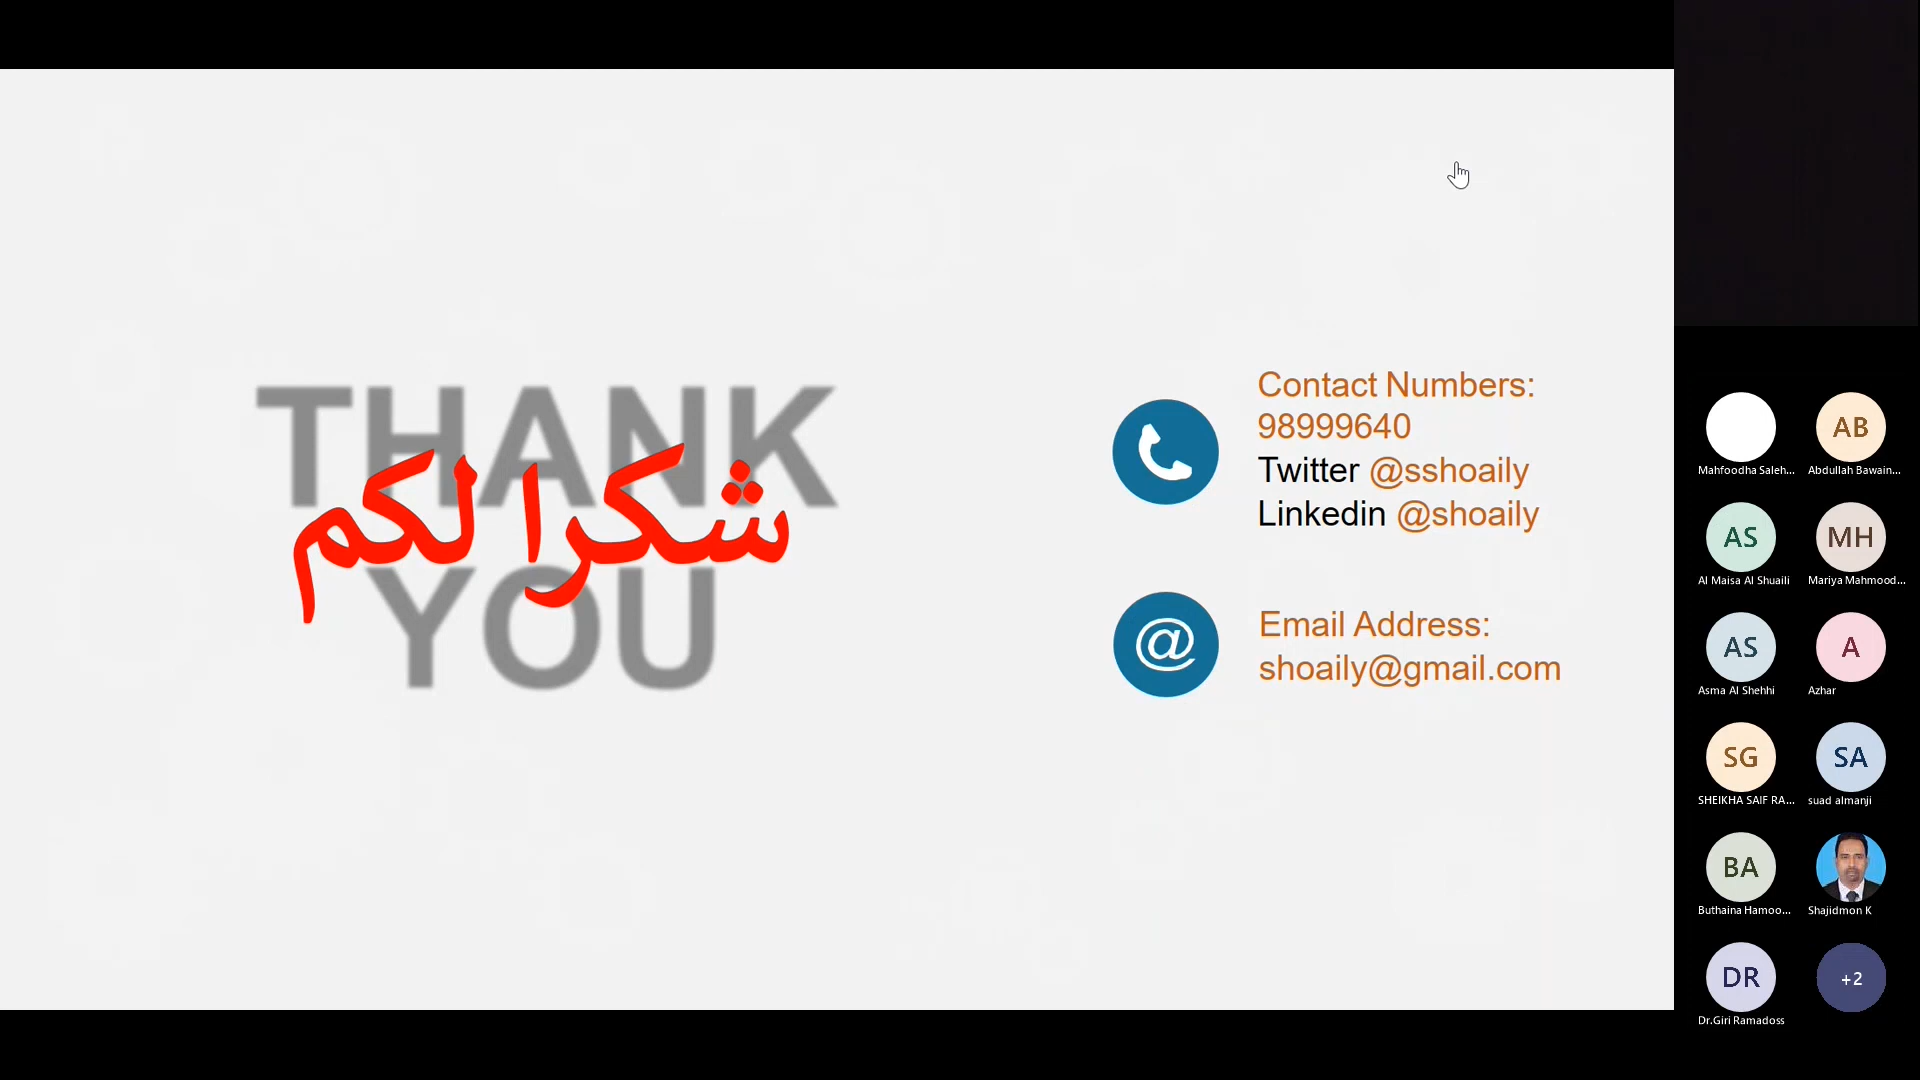 THANK
شكرا لكم
YOU
Contact Numbers:
98999640
Twitter @sshoaily
Linkedin @shoaily
@
Email Address:
shoaily@gmail.com
Mahfoodha Saleh...
AB
Abdullah Bawain...
AS
Al Maisa Al Shuaili
MH
Mariya Mahmood...
AS
Asma Al Shehhi
A
Azhar
SG
SHEIKHA SAIF RA...
SA
suad almanji
BA
Buthaina Hamoo...
Shajidmon K
DR
Dr.Giri Ramadoss
+2